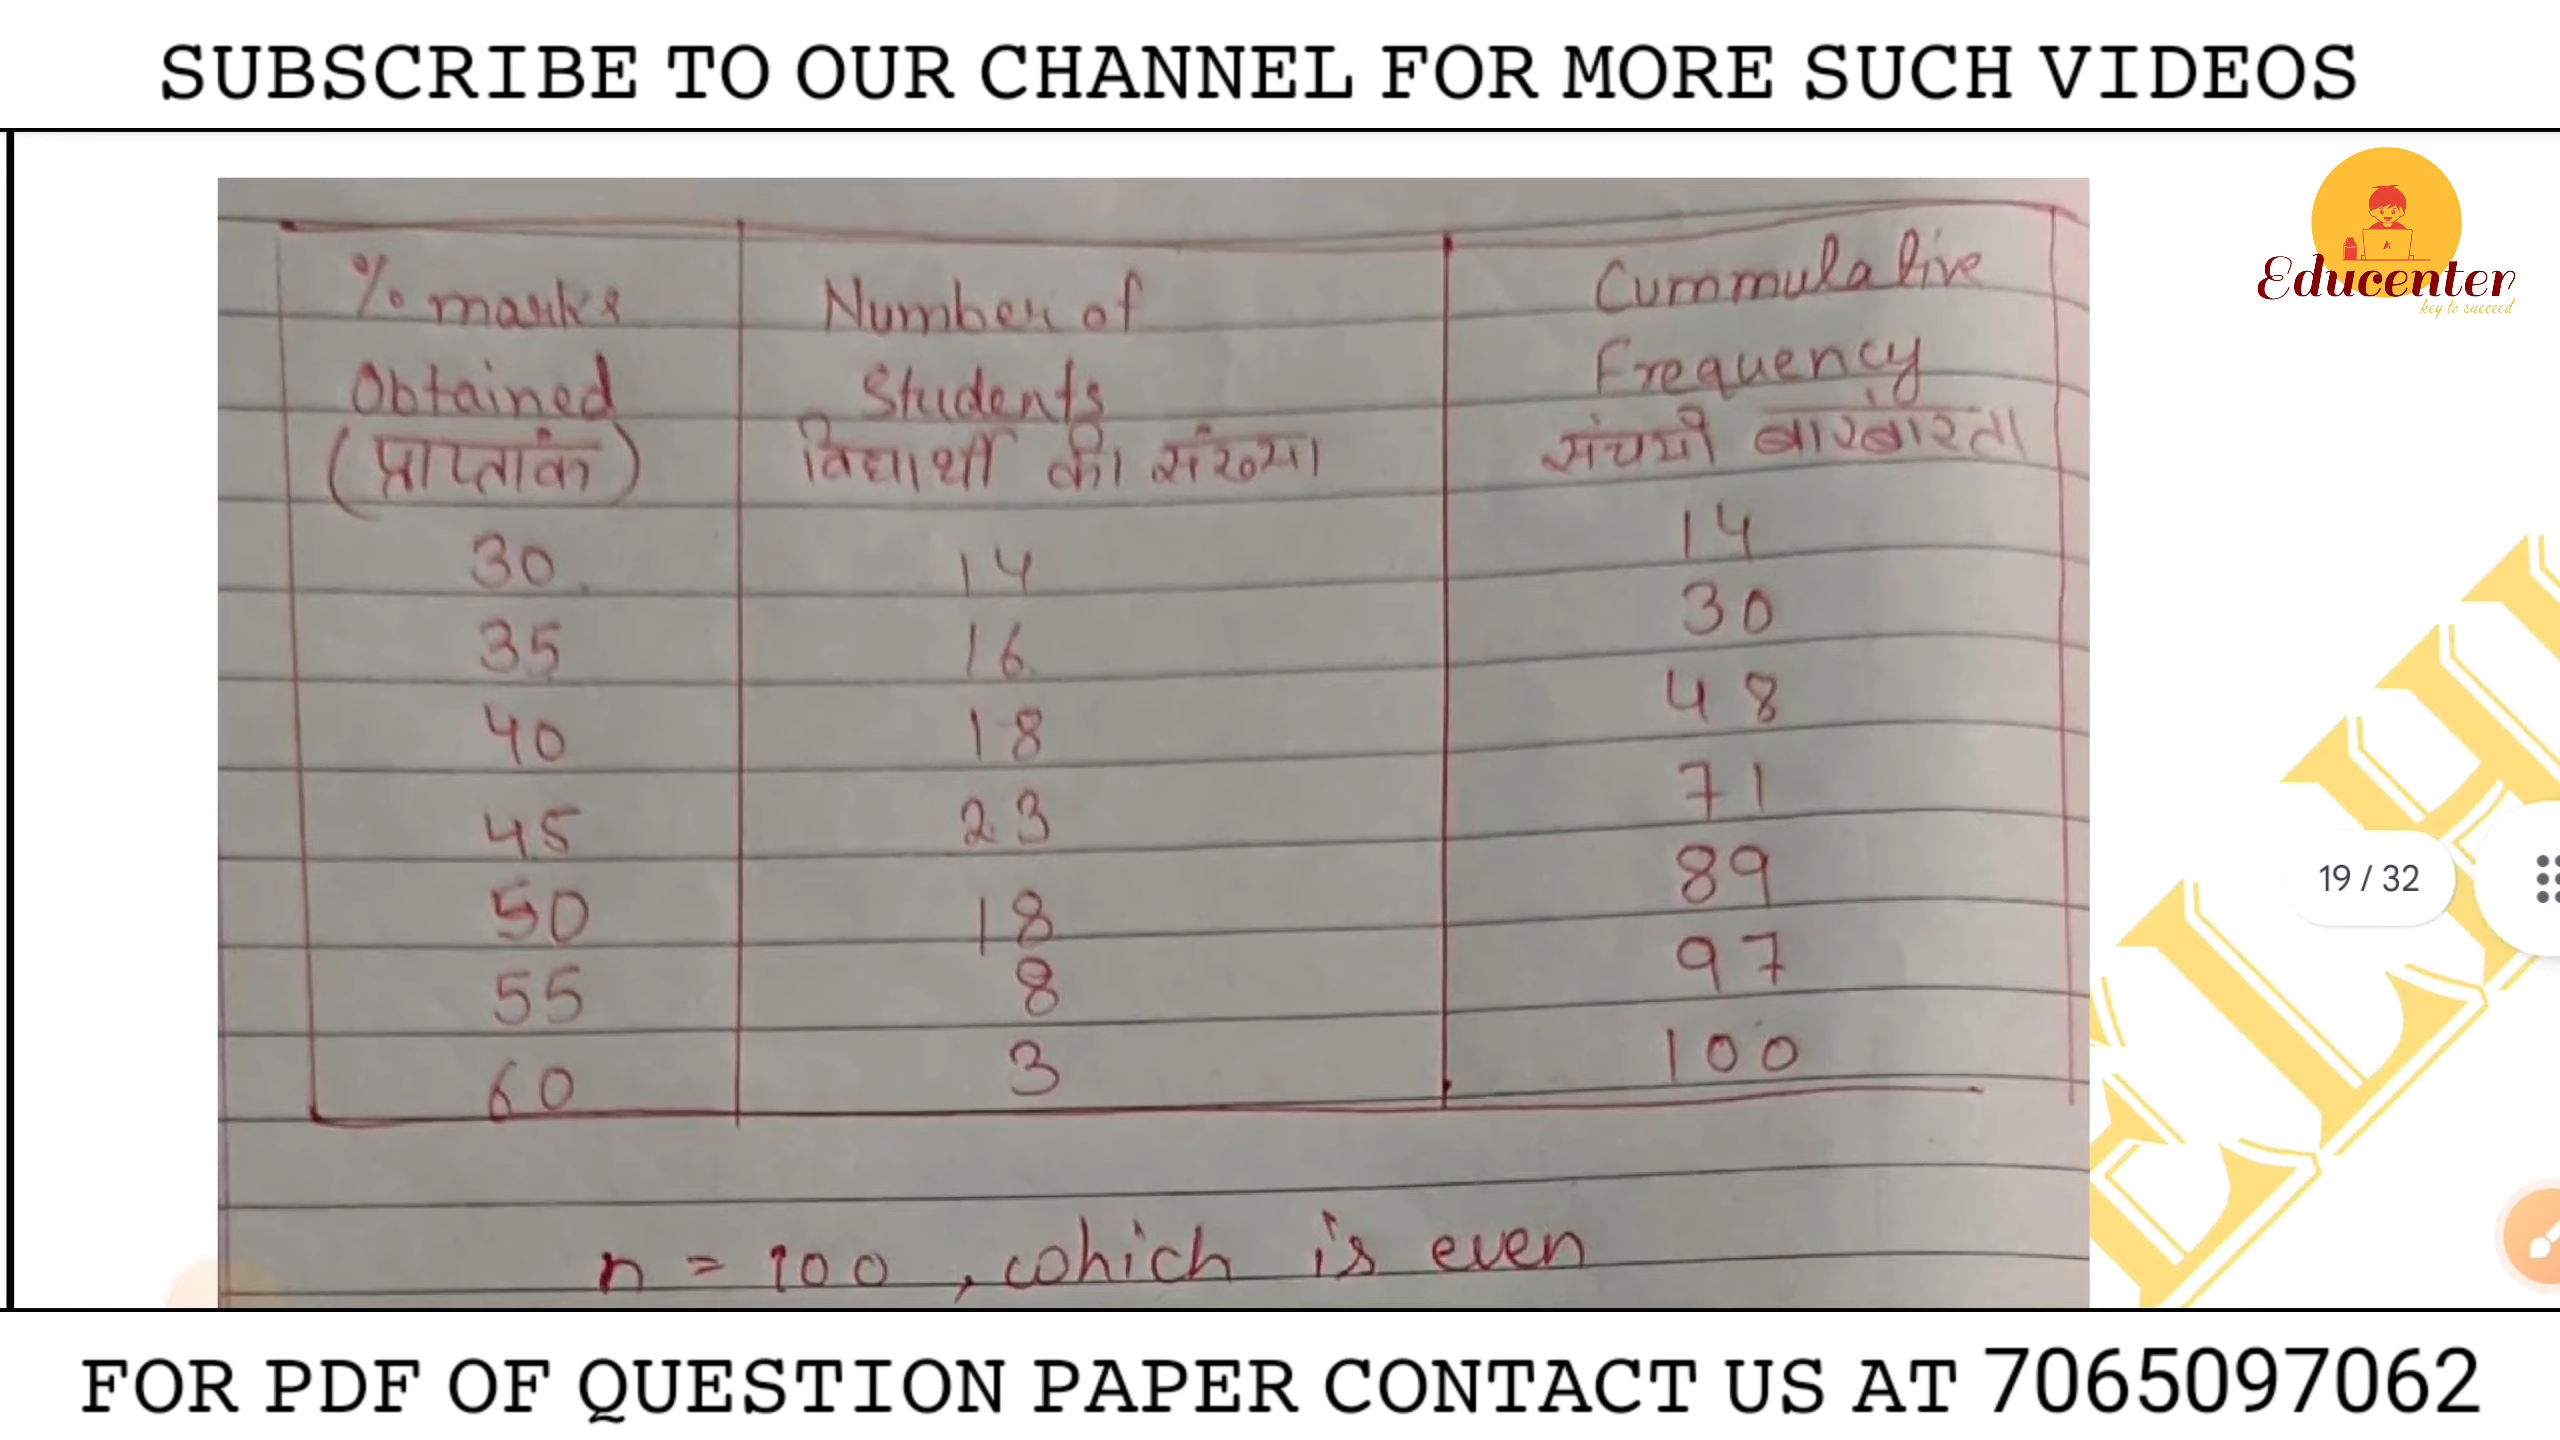 SUBSCRIBE TO OUR CHANNEL FOR MORE SUCH VIDEOS
Educenter
key to succeed
% marks Obtained (प्राप्तांक)
Number of Students विद्यार्थी की संख्या
Cummulative Frequency संचयी बारंबारता
30 14 14
35 16 30
40 18 48
45 23 71
50 18 89
55 8 97
60 3 100
n = 100, which is even
19 / 32
FOR PDF OF QUESTION PAPER CONTACT US AT 7065097062